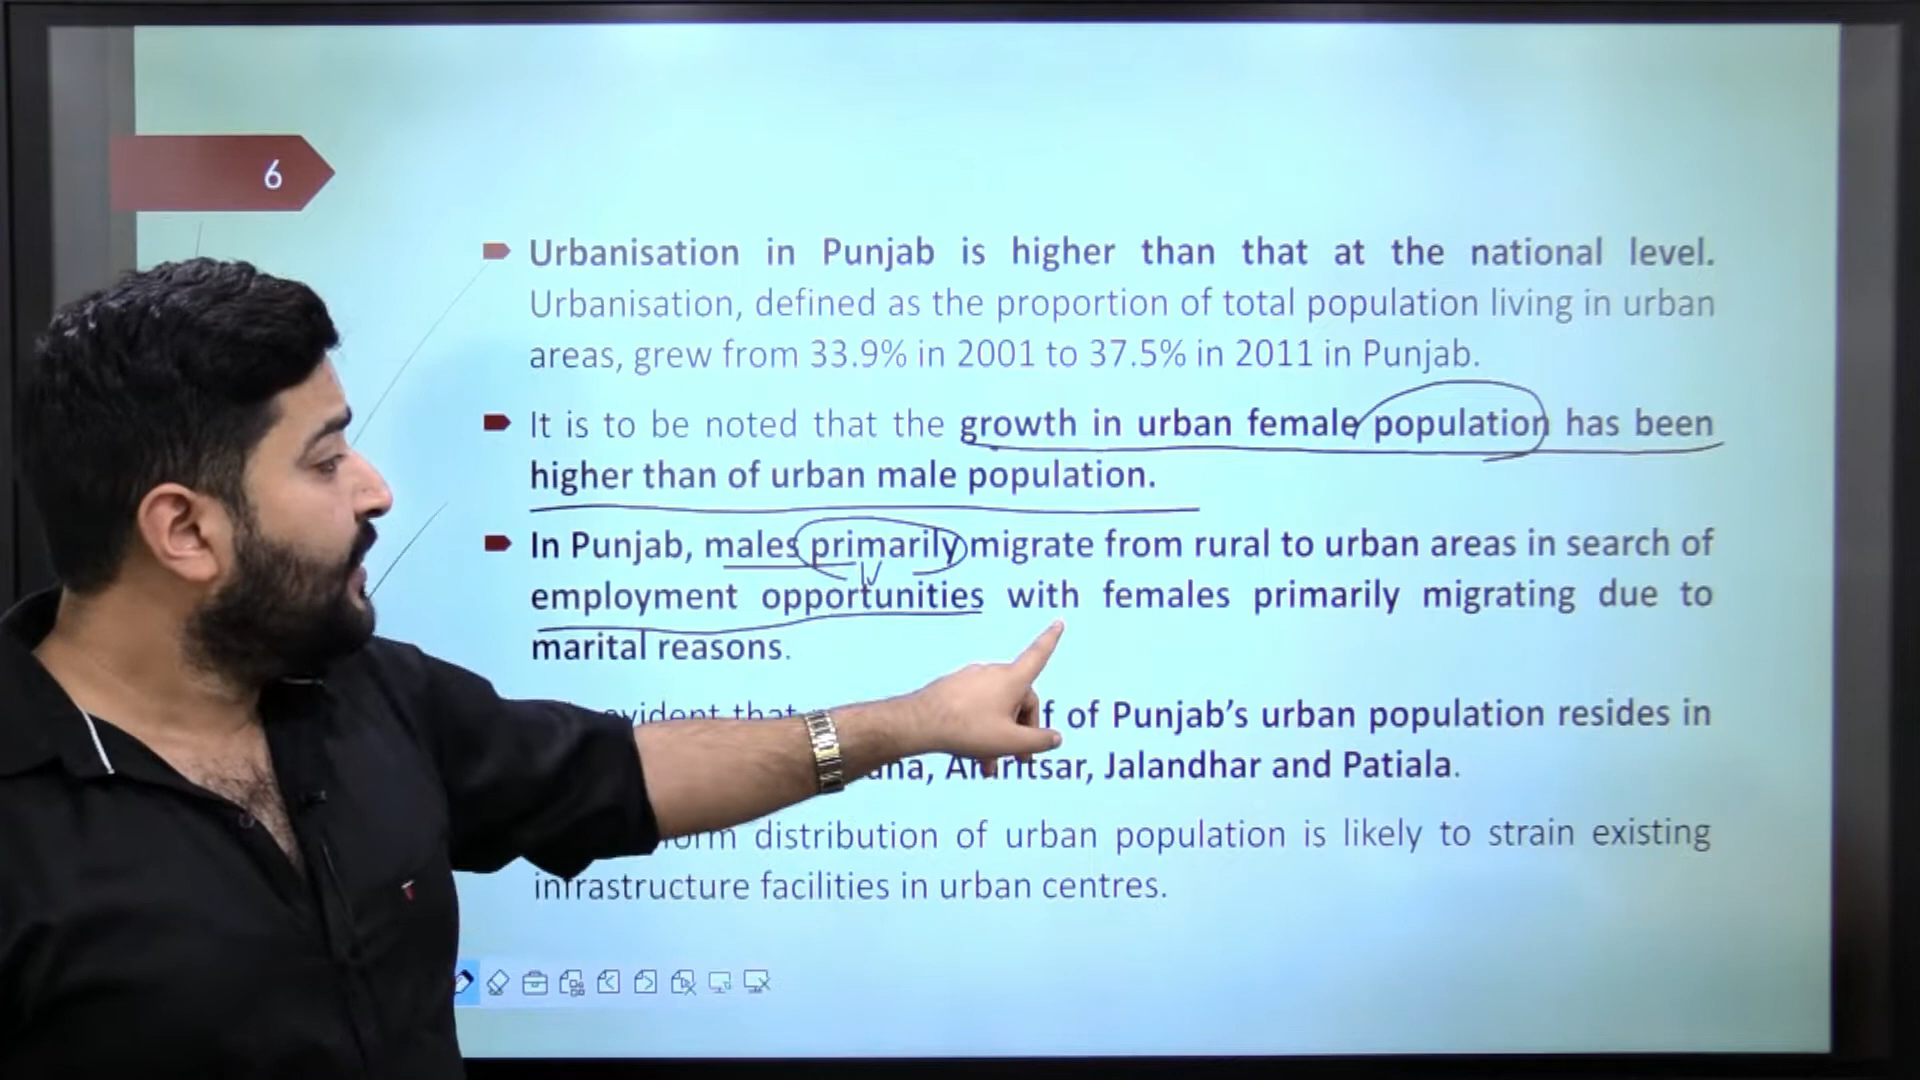 6
Urbanisation in Punjab is higher than that at the national level.
Urbanisation, defined as the proportion of total population living in urban
areas, grew from 33.9% in 2001 to 37.5% in 2011 in Punjab.
It is to be noted that the growth in urban female population has been
higher than of urban male population.
In Punjab, males primarily migrate from rural to urban areas in search of
employment opportunities with females primarily migrating due to
marital reasons.
that of Punjab's urban population resides in
Amritsar, Jalandhar and Patiala.
distribution of urban population is likely to strain existing
infrastructure facilities in urban centres.